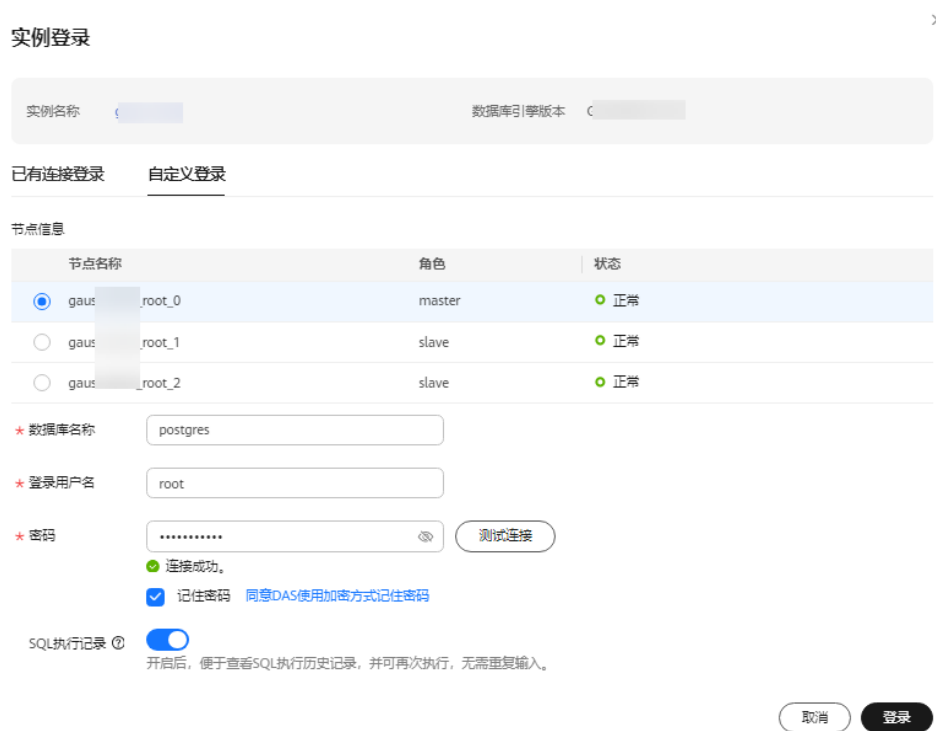 实例登录
实例名称 数据库引擎版本
已有连接登录 自定义登录
节点信息
节点名称 角色 状态
gaus _root_0 master 正常
gaus _root_1 slave 正常
gaus _root_2 slave 正常
* 数据库名称 postgres
* 登录用户名 root
* 密码 ••••••••••• 测试连接
连接成功。
记住密码 同意DAS使用加密方式记住密码
SQL执行记录
开启后，便于查看SQL执行历史记录，并可再次执行，无需重复输入。
取消 登录